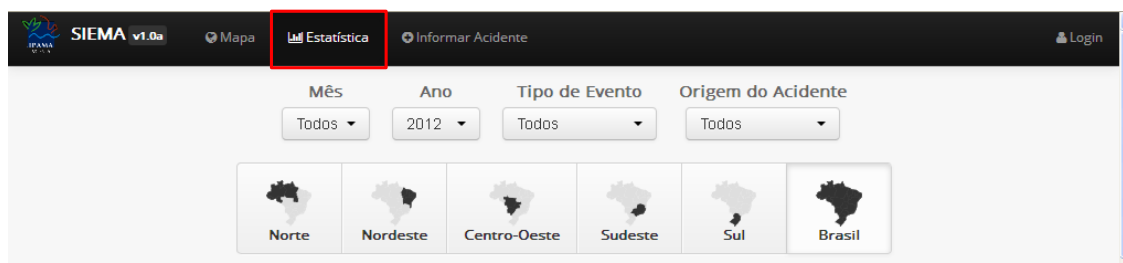 IBAMA
SIEMA v1.0a
Mapa
Estatística
Informar Acidente
Login
Mês Ano Tipo de Evento Origem do Acidente
Todos 2012 Todos Todos
Norte Nordeste Centro-Oeste Sudeste Sul Brasil